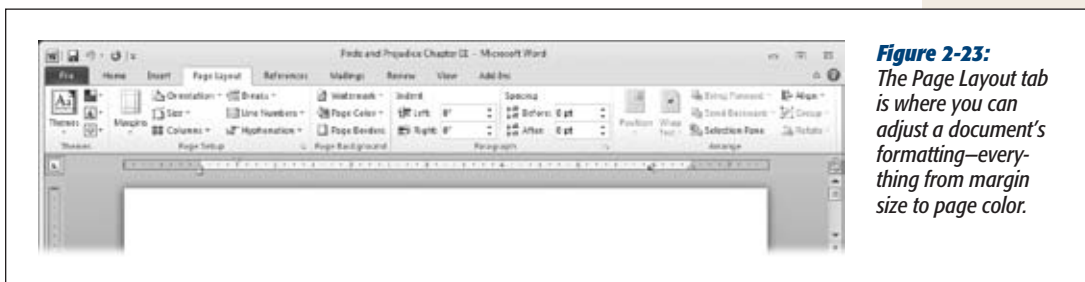 Pride and Prejudice Chapter IX - Microsoft Word
File Home Insert Page Layout References Mailings Review View Add-Ins
Orientation Breaks Watermark Indent Spacing Bring Forward Align
Themes Margins Size Line Numbers Page Color Left: 0" Before: 0 pt Position Wrap Text Send Backward Group
Columns Hyphenation Page Borders Right: 0" After: 0 pt Selection Pane Rotate
Themes Page Setup Page Background Paragraph Arrange
Figure 2-23:
The Page Layout tab
is where you can
adjust a document's
formatting—every-
thing from margin
size to page color.